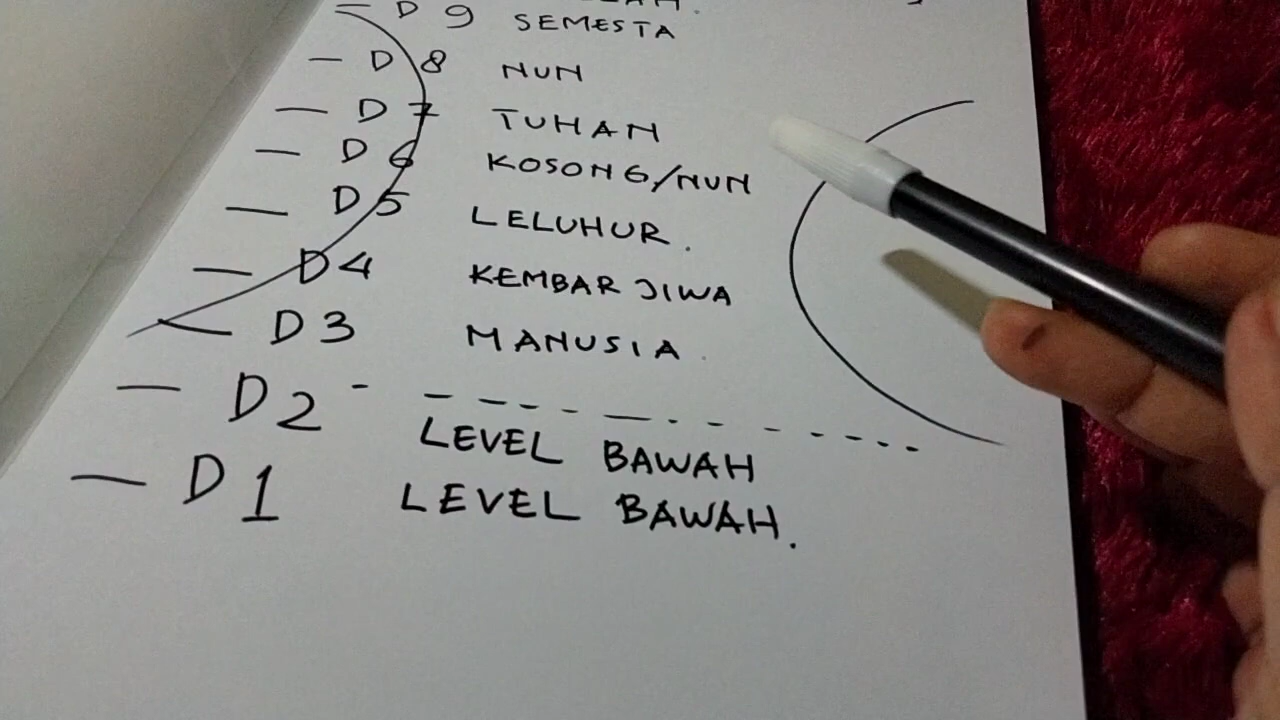 D 9 SEMESTA
D 8 NUN
D 7 TUHAN
D 6 KOSONG/NUN
D 5 LELUHUR.
D4 KEMBAR JIWA
D 3 MANUSIA
D 2 LEVEL BAWAH
D 1 LEVEL BAWAH.